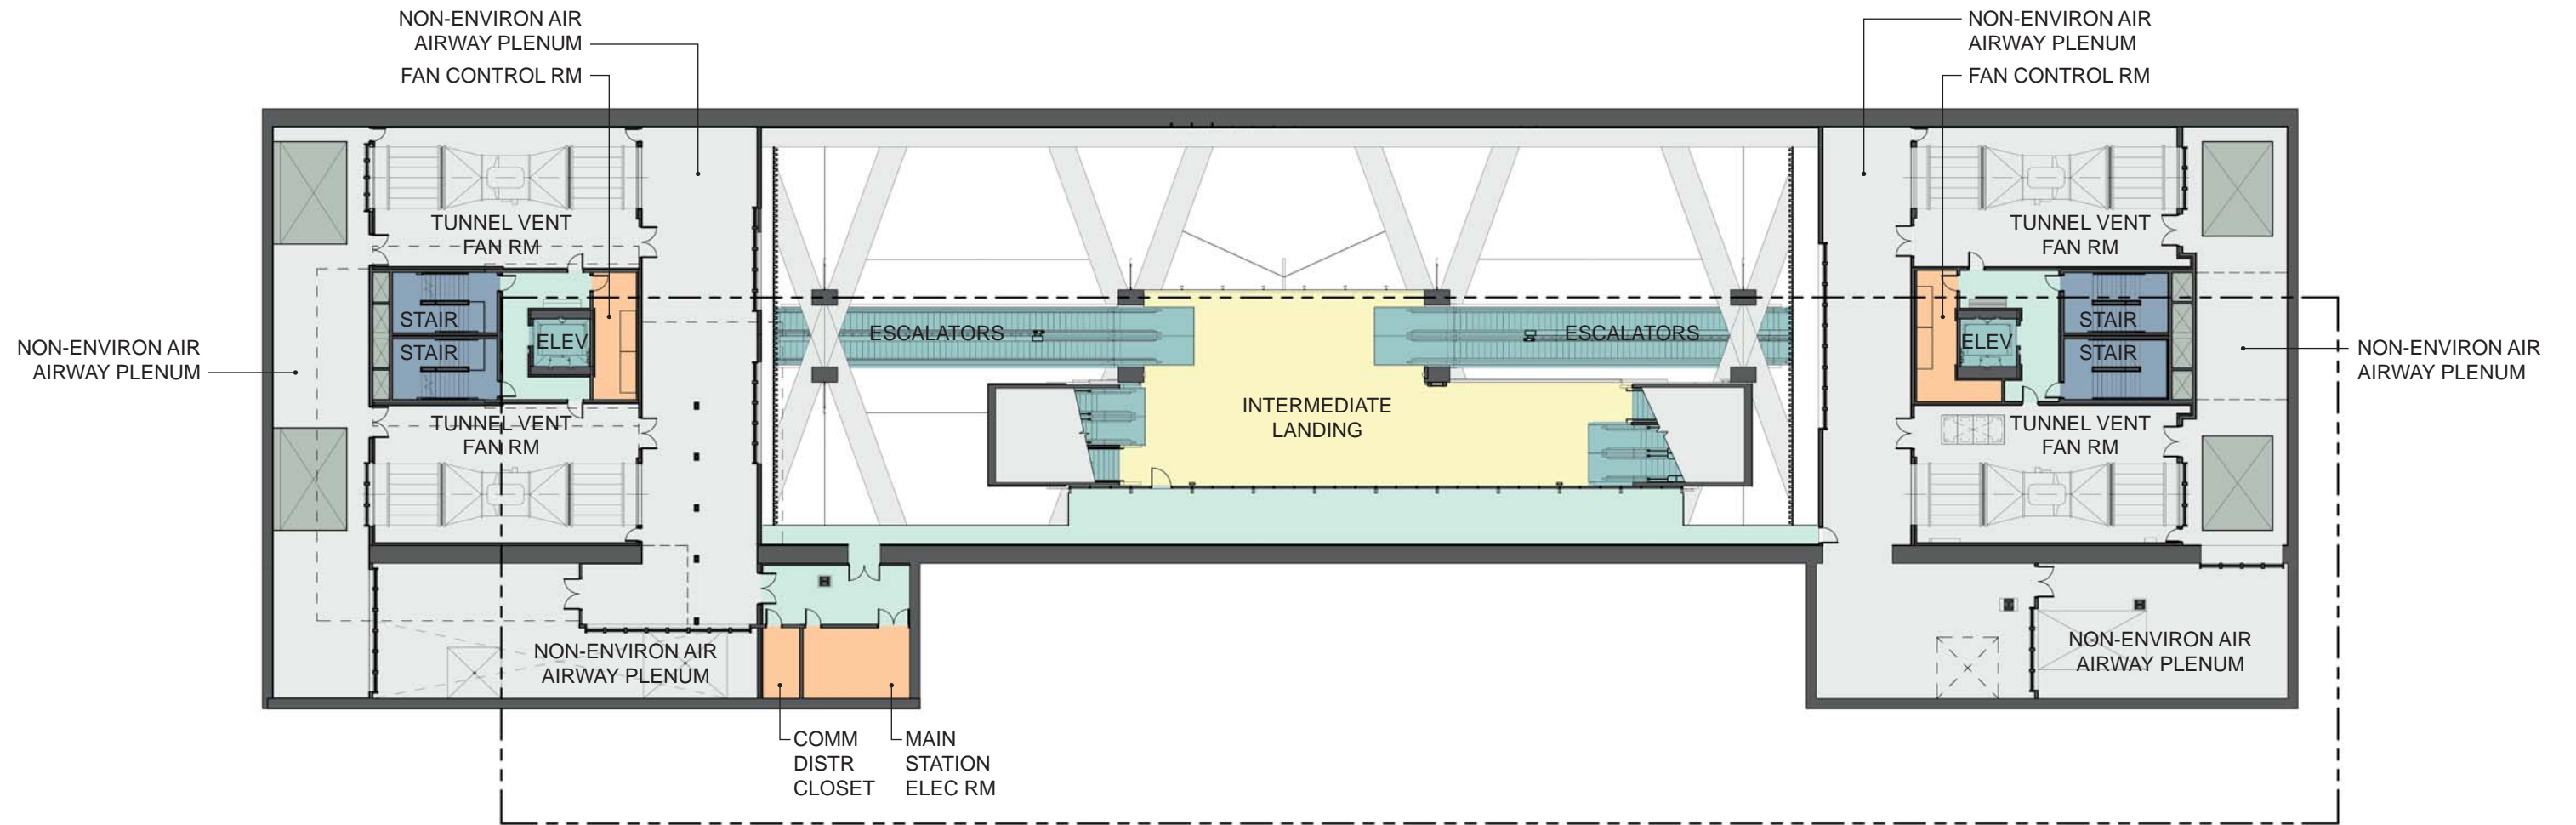 NON-ENVIRON AIR
AIRWAY PLENUM
FAN CONTROL RM
NON-ENVIRON AIR
AIRWAY PLENUM
FAN CONTROL RM
TUNNEL VENT
FAN RM
TUNNEL VENT
FAN RM
STAIR
STAIR
ELEV
ESCALATORS
ESCALATORS
ELEV
STAIR
STAIR
NON-ENVIRON AIR
AIRWAY PLENUM
NON-ENVIRON AIR
AIRWAY PLENUM
TUNNEL VENT
FAN RM
INTERMEDIATE
LANDING
TUNNEL VENT
FAN RM
NON-ENVIRON AIR
AIRWAY PLENUM
NON-ENVIRON AIR
AIRWAY PLENUM
COMM
DISTR
CLOSET
MAIN
STATION
ELEC RM